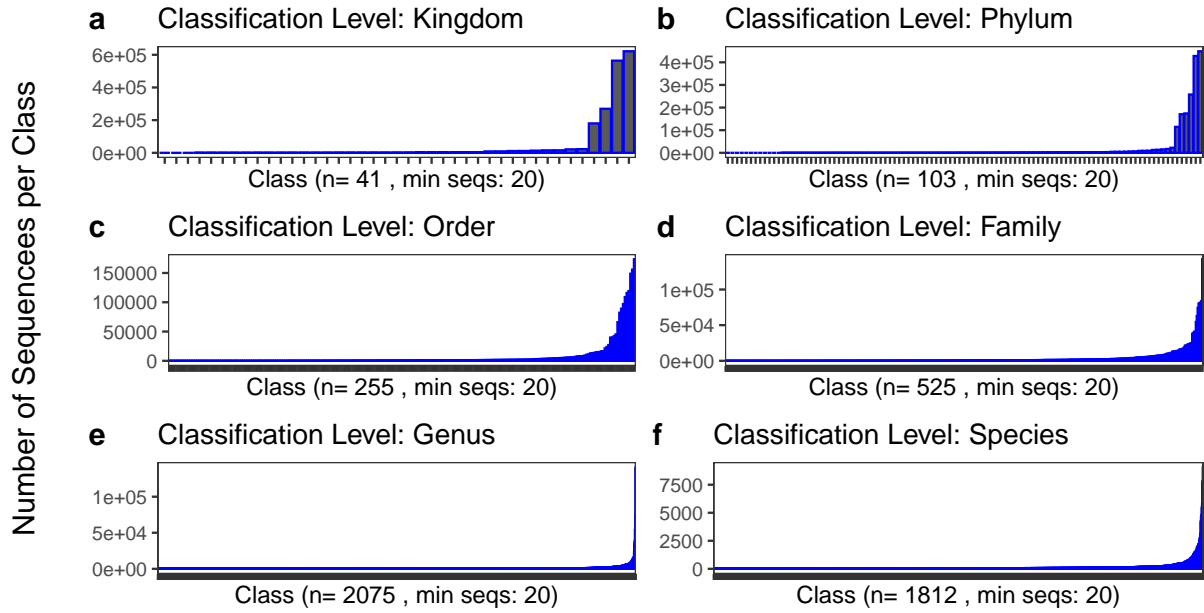 Number of Sequencees per Class
a Classification Level: Kingdom
6e+05
4e+05
2e+05
0e+00
Class (n= 41 , min seqs: 20)
b Classification Level: Phylum
4e+05
3e+05
2e+05
1e+05
0e+00
Class (n= 103 , min seqs: 20)
c Classification Level: Order
150000
100000
50000
0
Class (n= 255 , min seqs: 20)
d Classification Level: Family
1e+05
5e+04
0e+00
Class (n= 525 , min seqs: 20)
e Classification Level: Genus
1e+05
5e+04
0e+00
Class (n= 2075 , min seqs: 20)
f Classification Level: Species
7500
5000
2500
0
Class (n= 1812 , min seqs: 20)